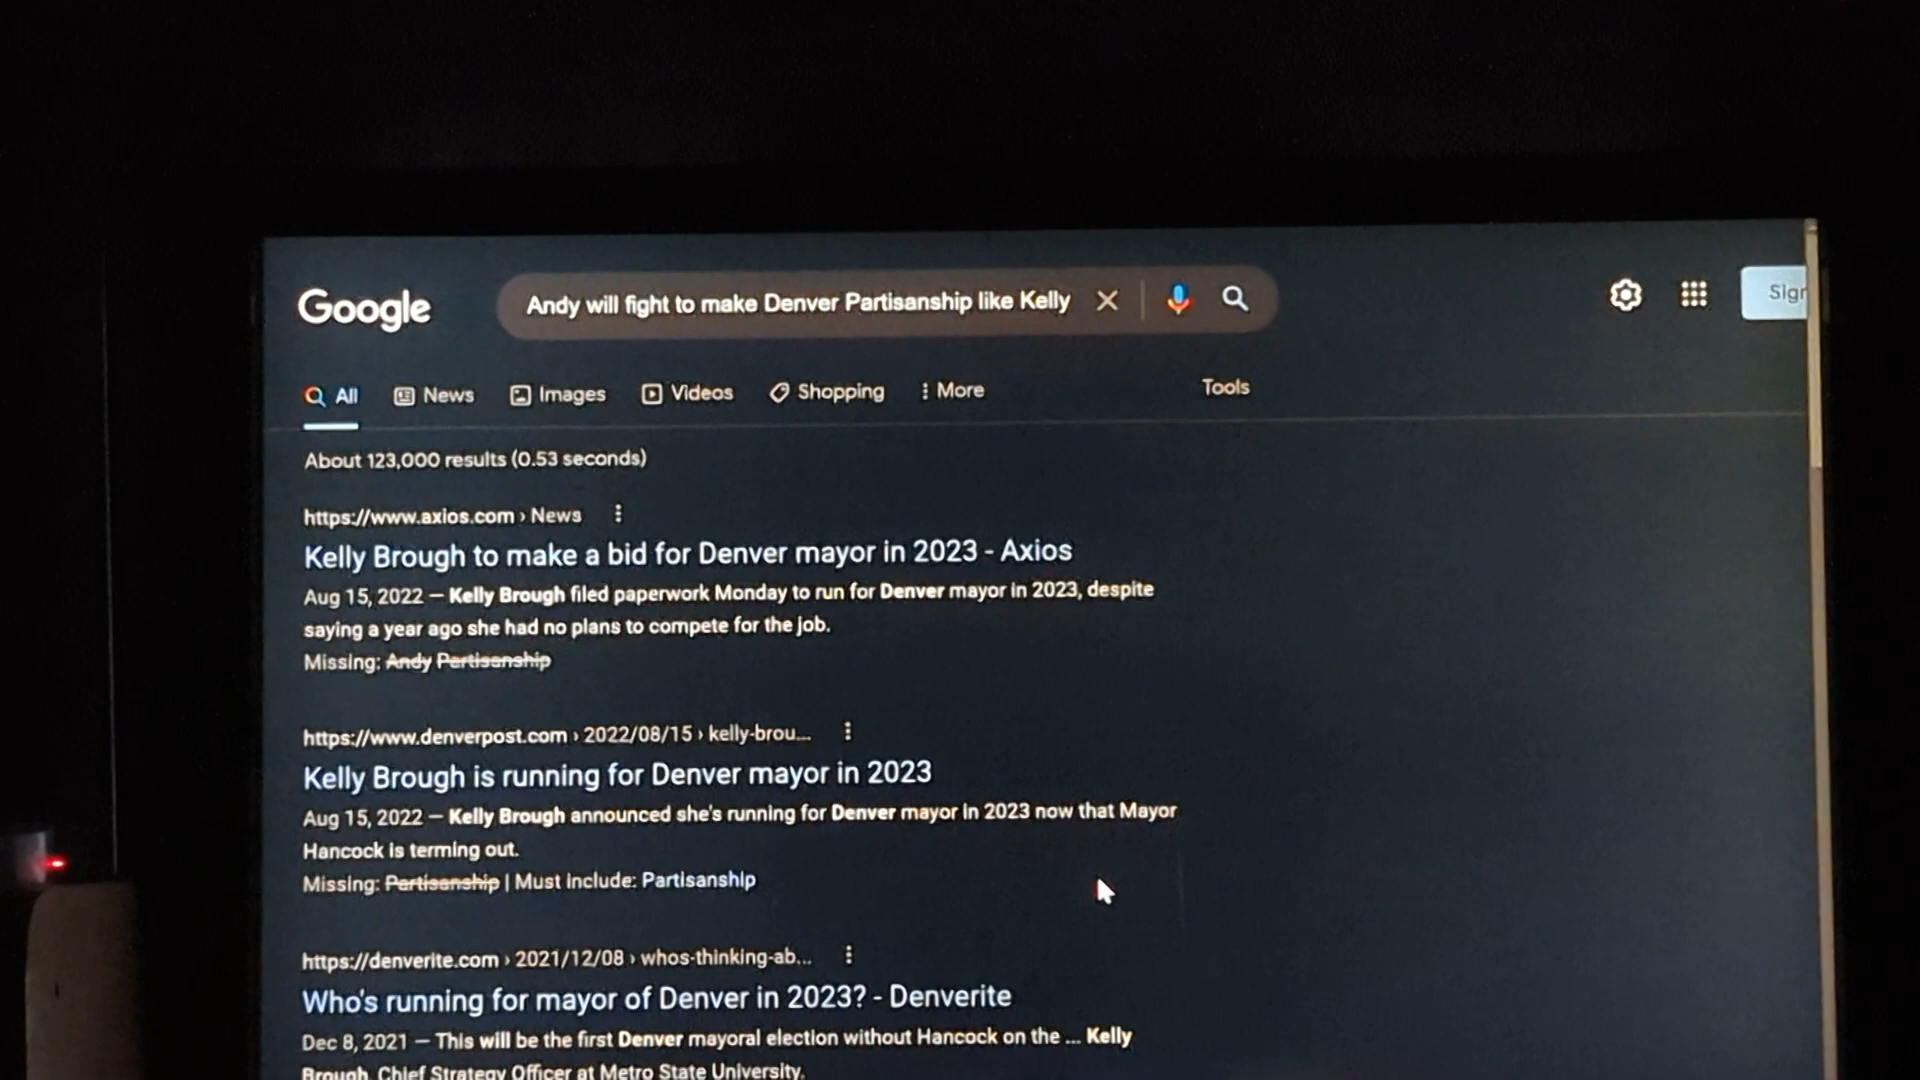 Google
Andy will fight to make Denver Partisanship like Kelly
Sign
All News Images Videos Shopping More Tools
About 123,000 results (0.53 seconds)
https://www.axios.com › News
Kelly Brough to make a bid for Denver mayor in 2023 - Axios
Aug 15, 2022 — Kelly Brough filed paperwork Monday to run for Denver mayor in 2023, despite
saying a year ago she had no plans to compete for the job.
Missing: Andy Partisanship
https://www.denverpost.com › 2022/08/15 › kelly-brou...
Kelly Brough is running for Denver mayor in 2023
Aug 15, 2022 — Kelly Brough announced she's running for Denver mayor in 2023 now that Mayor
Hancock is terming out.
Missing: Partisanship | Must include: Partisanship
https://denverite.com › 2021/12/08 › whos-thinking-ab...
Who's running for mayor of Denver in 2023? - Denverite
Dec 8, 2021 — This will be the first Denver mayoral election without Hancock on the ... Kelly
Brough, Chief Strategy Officer at Metro State University.